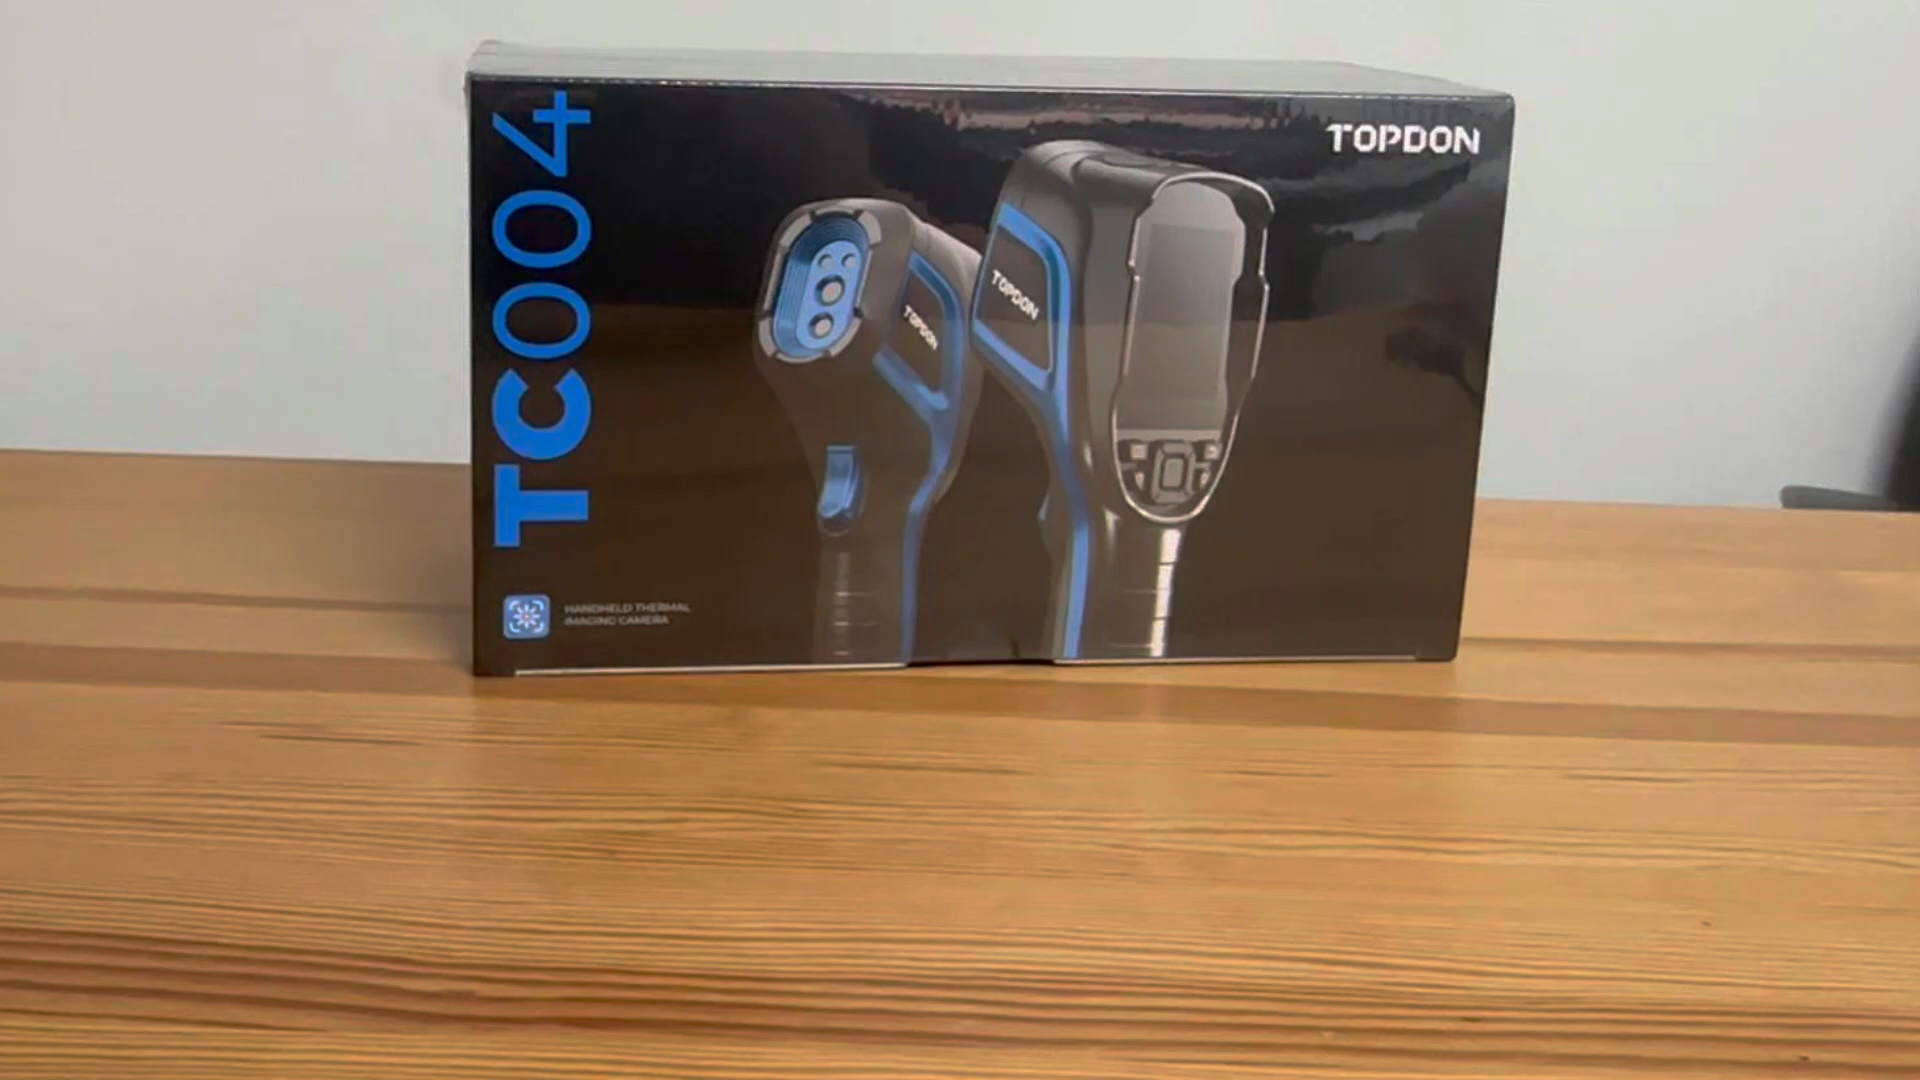 TC004
TOPDON
TOPDON
TOPDON
HANDHELD THERMAL
IMAGING CAMERA